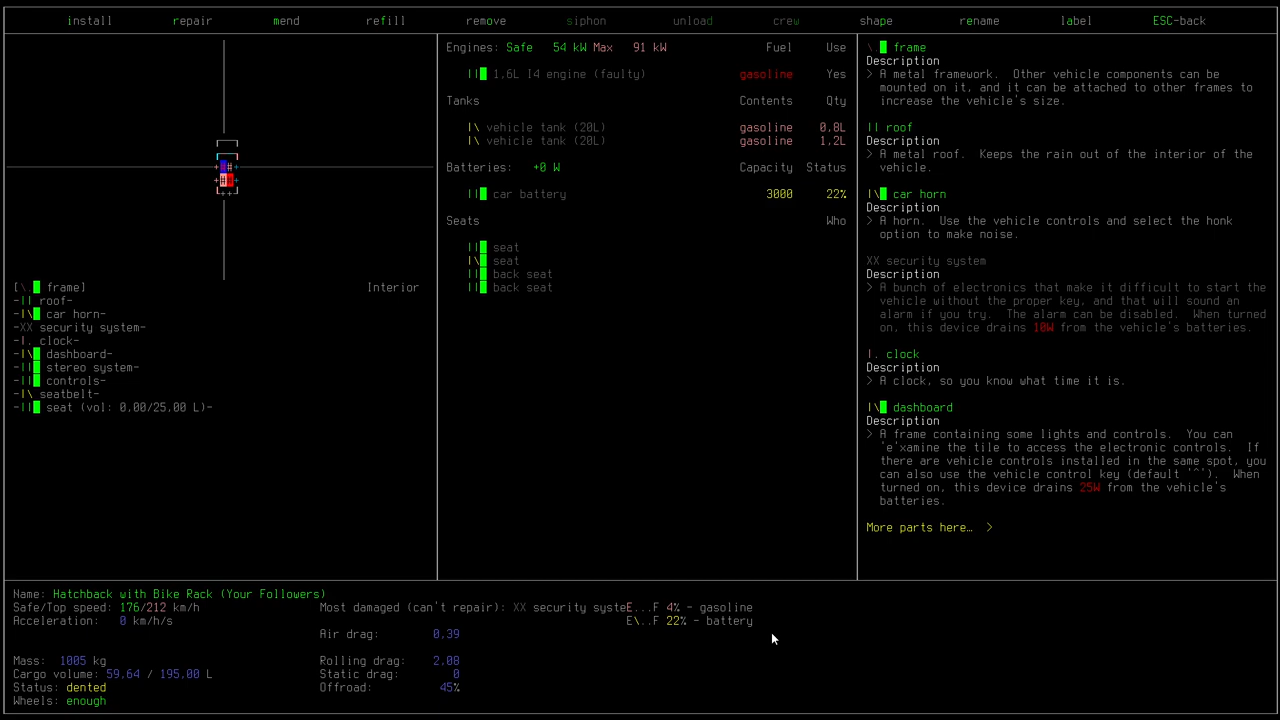 install repair mend refill remove siphon unload crew shape rename label ESC-back
Engines: Safe 54 kW Max 91 kW Fuel Use
|| 1,6L I4 engine (faulty) gasoline Yes
Tanks Contents Qty
|\ vehicle tank (20L) gasoline 0,8L
|\ vehicle tank (20L) gasoline 1,2L
Batteries: +0 W Capacity Status
|| car battery 3000 22%
Seats Who
|| seat
|\ seat
|| back seat
|| back seat
[\. frame] Interior
-|| roof-
-|\ car horn-
-XX security system-
-|. clock-
-|\ dashboard-
-|| stereo system-
-|| controls-
-|\ seatbelt-
-|| seat (vol: 0,00/25,00 L)-
\. frame
Description
> A metal framework. Other vehicle components can be
mounted on it, and it can be attached to other frames to
increase the vehicle's size.
|| roof
Description
> A metal roof. Keeps the rain out of the interior of the
vehicle.
|\ car horn
Description
> A horn. Use the vehicle controls and select the honk
option to make noise.
XX security system
Description
> A bunch of electronics that make it difficult to start the
vehicle without the proper key, and that will sound an
alarm if you try. The alarm can be disabled. When turned
on, this device drains 10W from the vehicle's batteries.
|. clock
Description
> A clock, so you know what time it is.
|\ dashboard
Description
> A frame containing some lights and controls. You can
'e'xamine the tile to access the electronic controls. If
there are vehicle controls installed in the same spot, you
can also use the vehicle control key (default '^'). When
turned on, this device drains 25W from the vehicle's
batteries.
More parts here… >
Name: Hatchback with Bike Rack (Your Followers)
Safe/Top speed: 176/212 km/h Most damaged (can't repair): XX security systeE...F 4% - gasoline
Acceleration: 0 km/h/s E\..F 22% - battery
Air drag: 0.39
Mass: 1005 kg Rolling drag: 2.08
Cargo volume: 59,64 / 195,00 L Static drag: 0
Status: dented Offroad: 45%
Wheels: enough